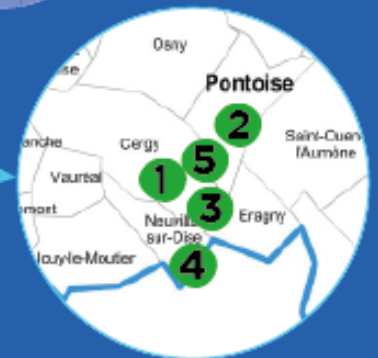 Osny
Pontoise
2
Saint-Ouen
l'Aumône
Cergy
5
Vauréal
1
3
Eragny
Neuville
sur-Oise
4
Jouy-le-Moutier